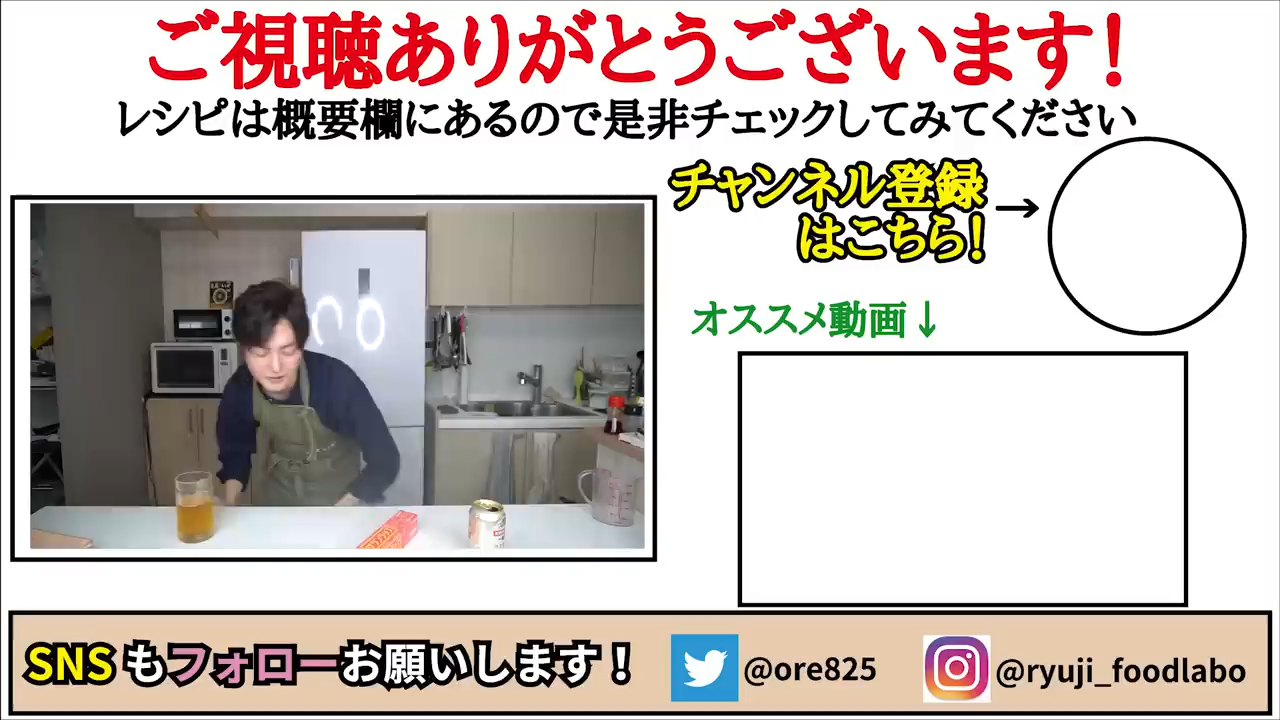 ご視聴ありがとうございます！
レシピは概要欄にあるので是非チェックしてみてください
チャンネル登録
はこちら！
→
オススメ動画↓
SNSもフォローお願いします！
@ore825
@ryuji_foodlabo